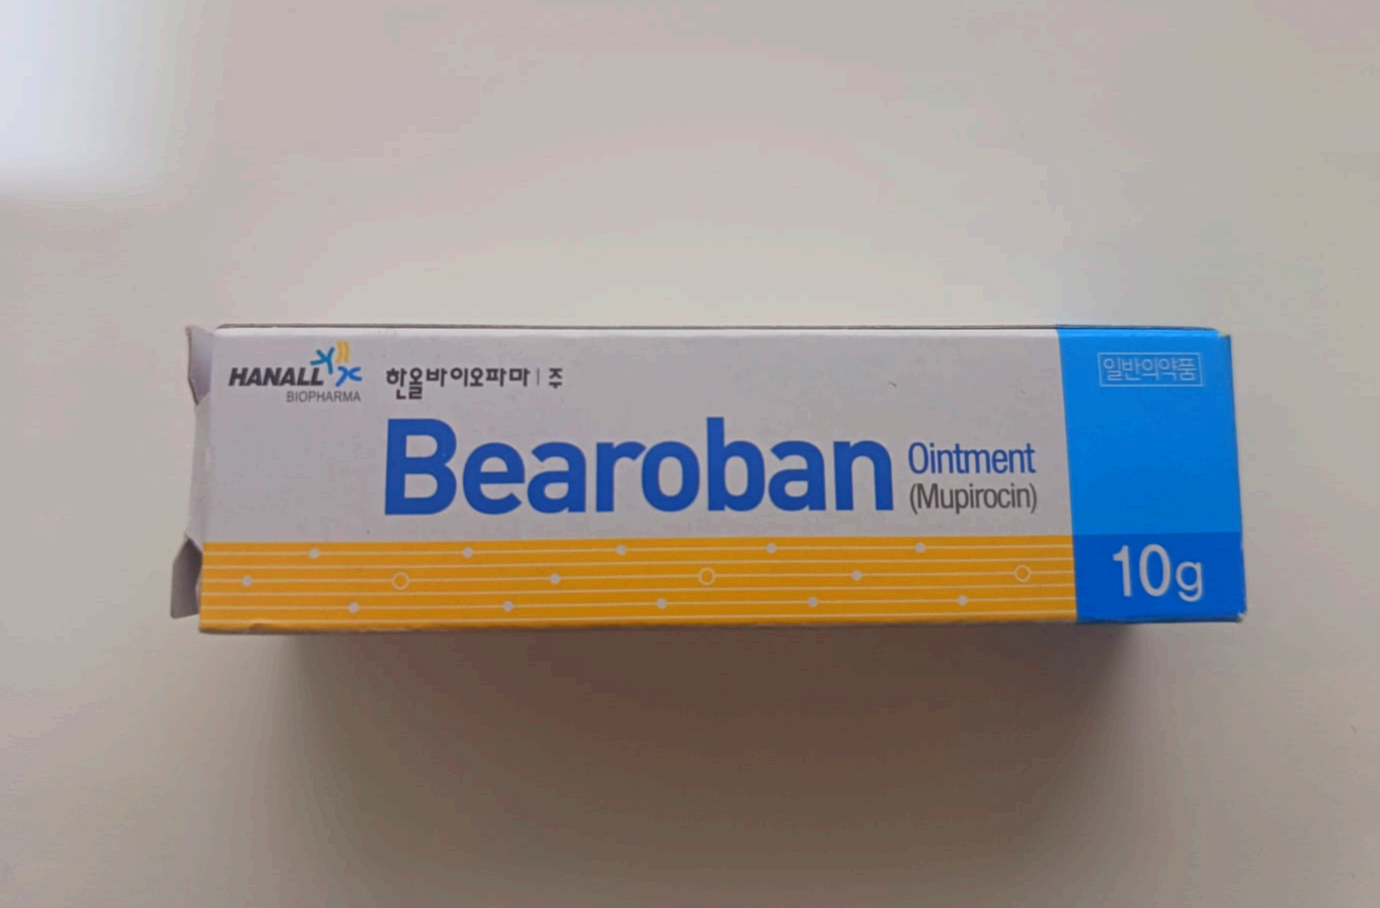 HANALL
BIOPHARMA
한올바이오파마 | 주
일반의약품
Bearoban
Ointment
(Mupirocin)
10g